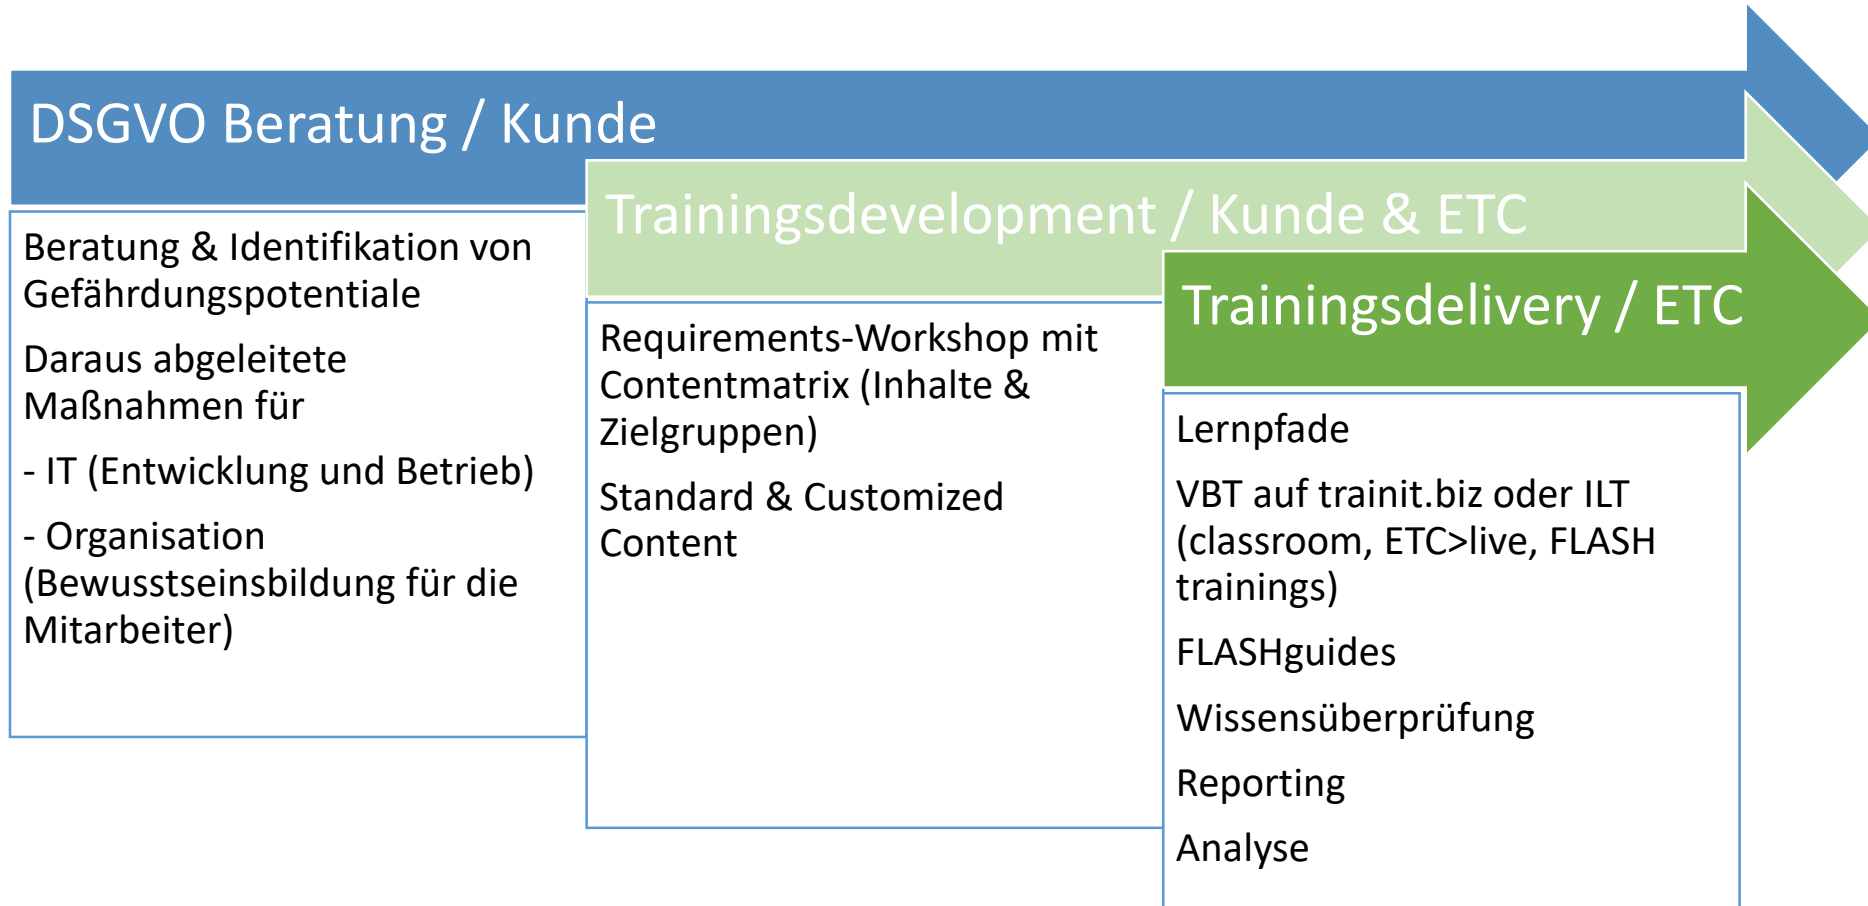 DSGVO Beratung / Kunde
Beratung & Identifikation von
Gefährdungspotentiale
Daraus abgeleitete
Maßnahmen für
- IT (Entwicklung und Betrieb)
- Organisation
(Bewusstseinsbildung für die
Mitarbeiter)
Trainingsdevelopment / Kunde & ETC
Requirements-Workshop mit
Contentmatrix (Inhalte &
Zielgruppen)
Standard & Customized
Content
Trainingsdelivery / ETC
Lernpfade
VBT auf trainit.biz oder ILT
(classroom, ETC>live, FLASH
trainings)
FLASHguides
Wissensüberprüfung
Reporting
Analyse